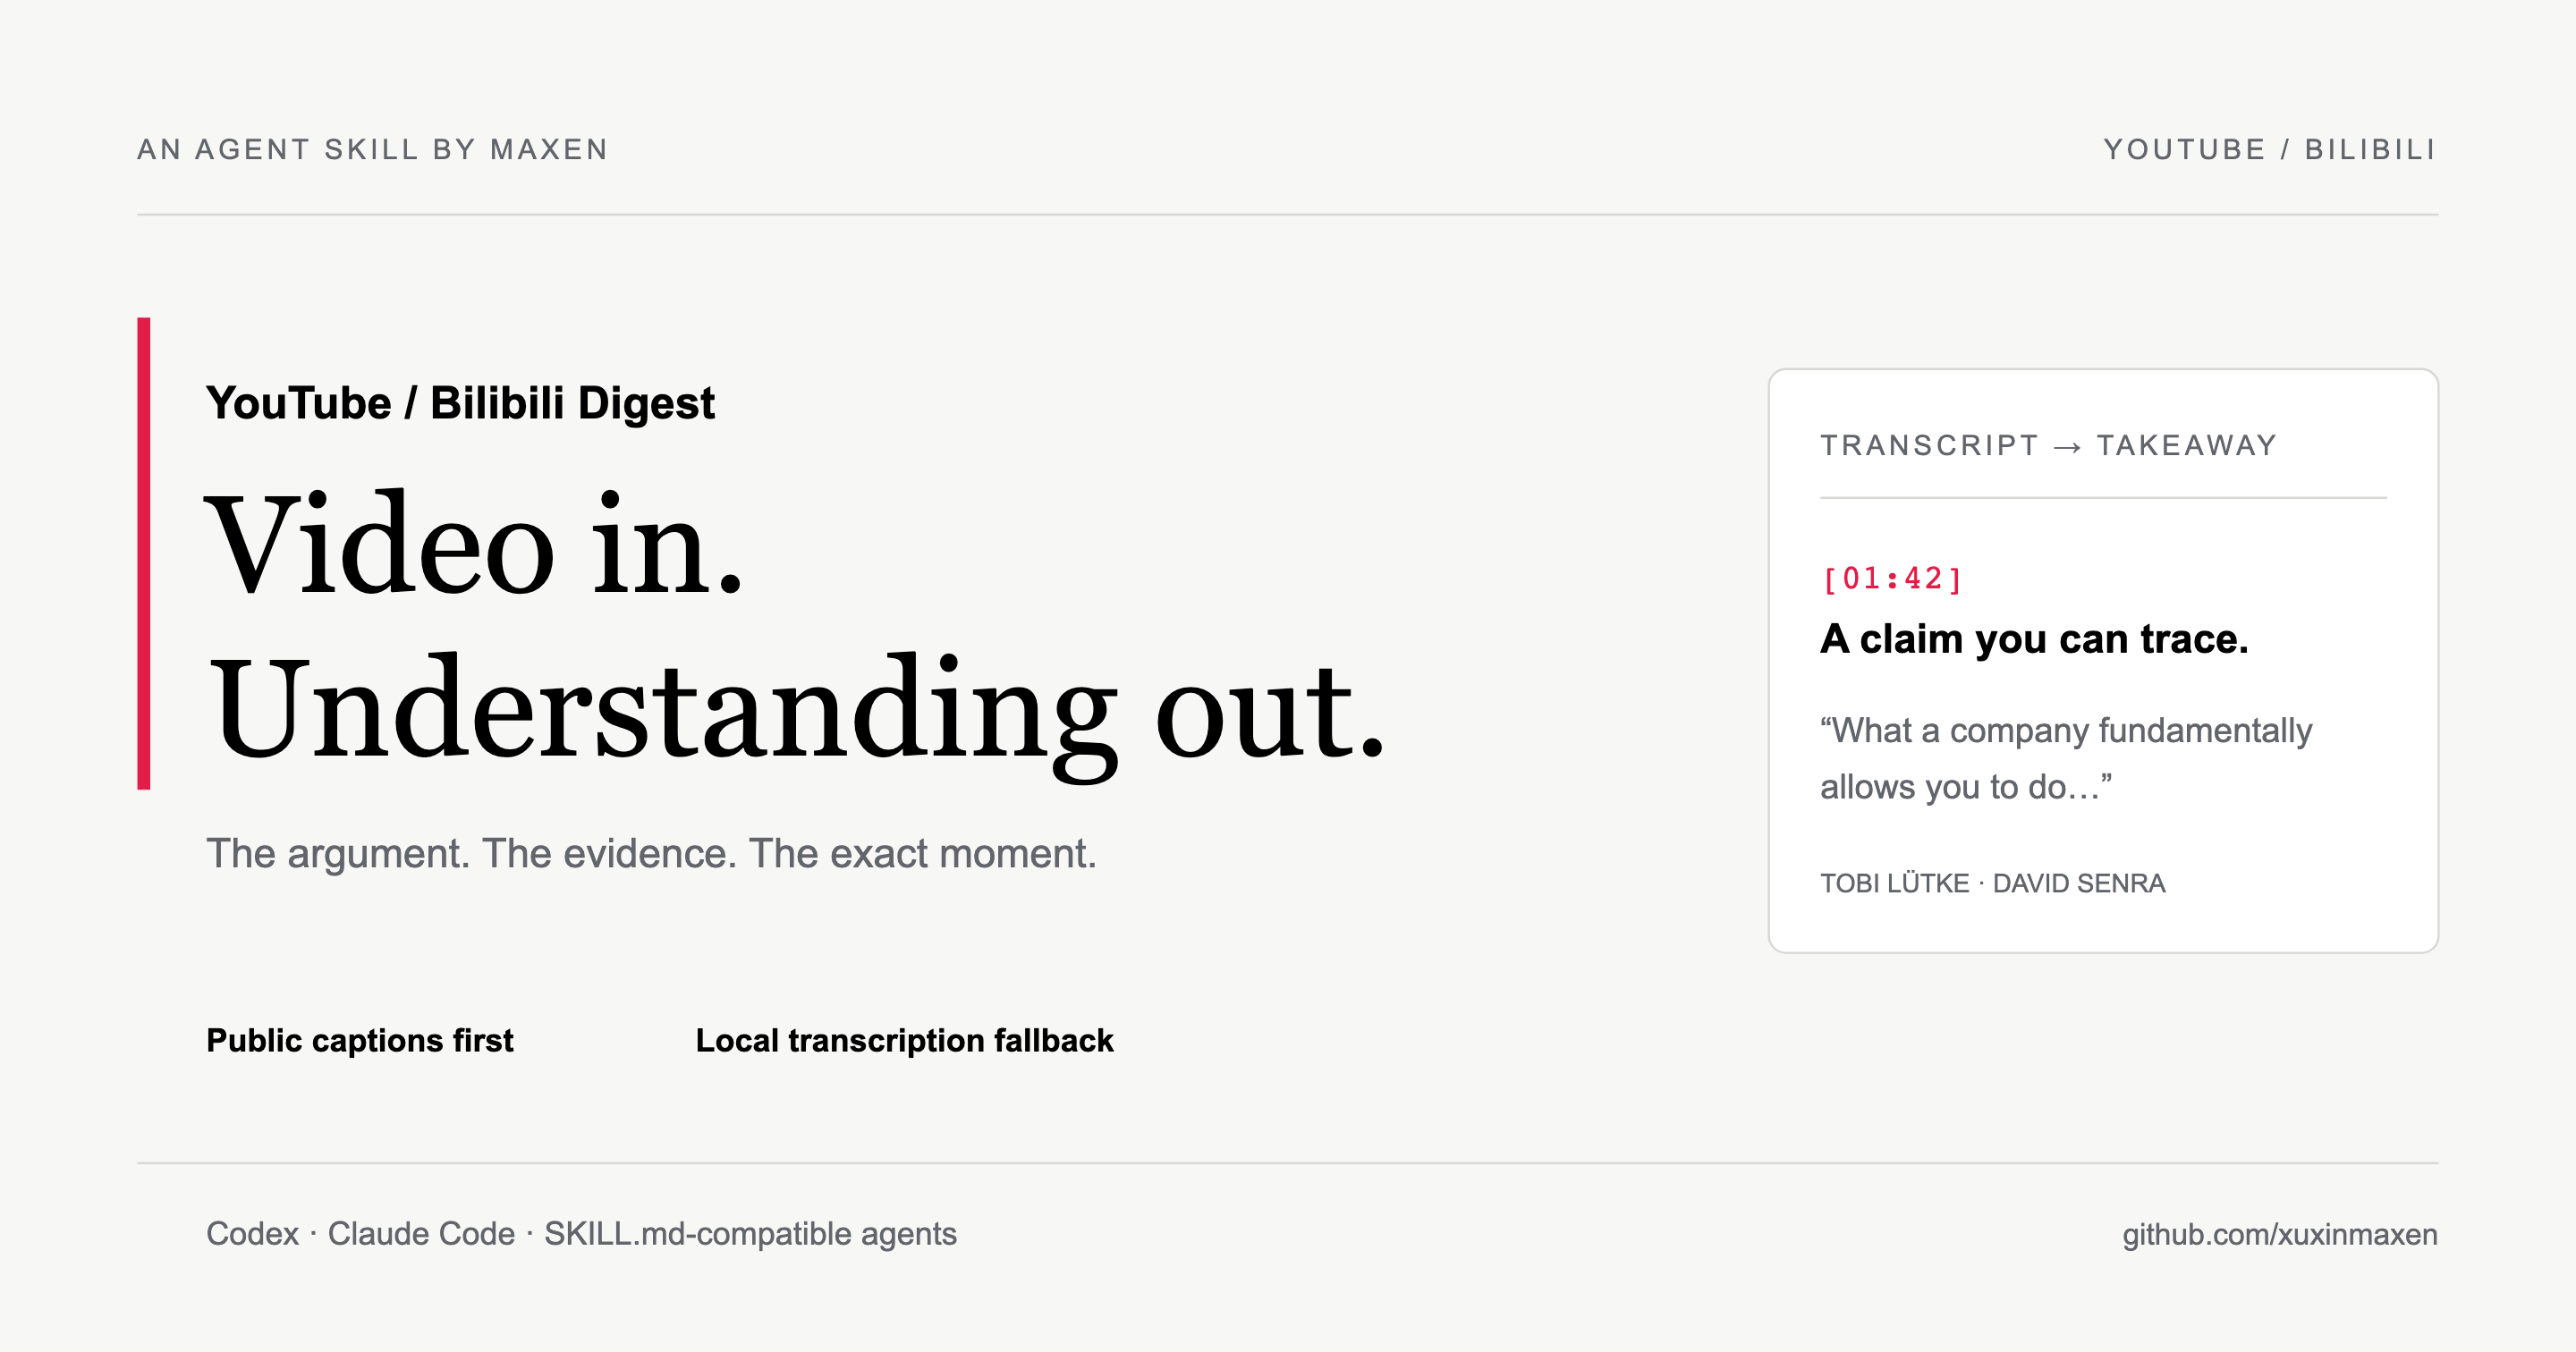 AN AGENT SKILL BY MAXEN
YOUTUBE / BILIBILI
YouTube / Bilibili Digest
Video in.
Understanding out.
The argument. The evidence. The exact moment.
Public captions first
Local transcription fallback
TRANSCRIPT → TAKEAWAY
[01:42]
A claim you can trace.
“What a company fundamentally
allows you to do…”
TOBI LÜTKE · DAVID SENRA
Codex · Claude Code · SKILL.md-compatible agents
github.com/xuxinmaxen